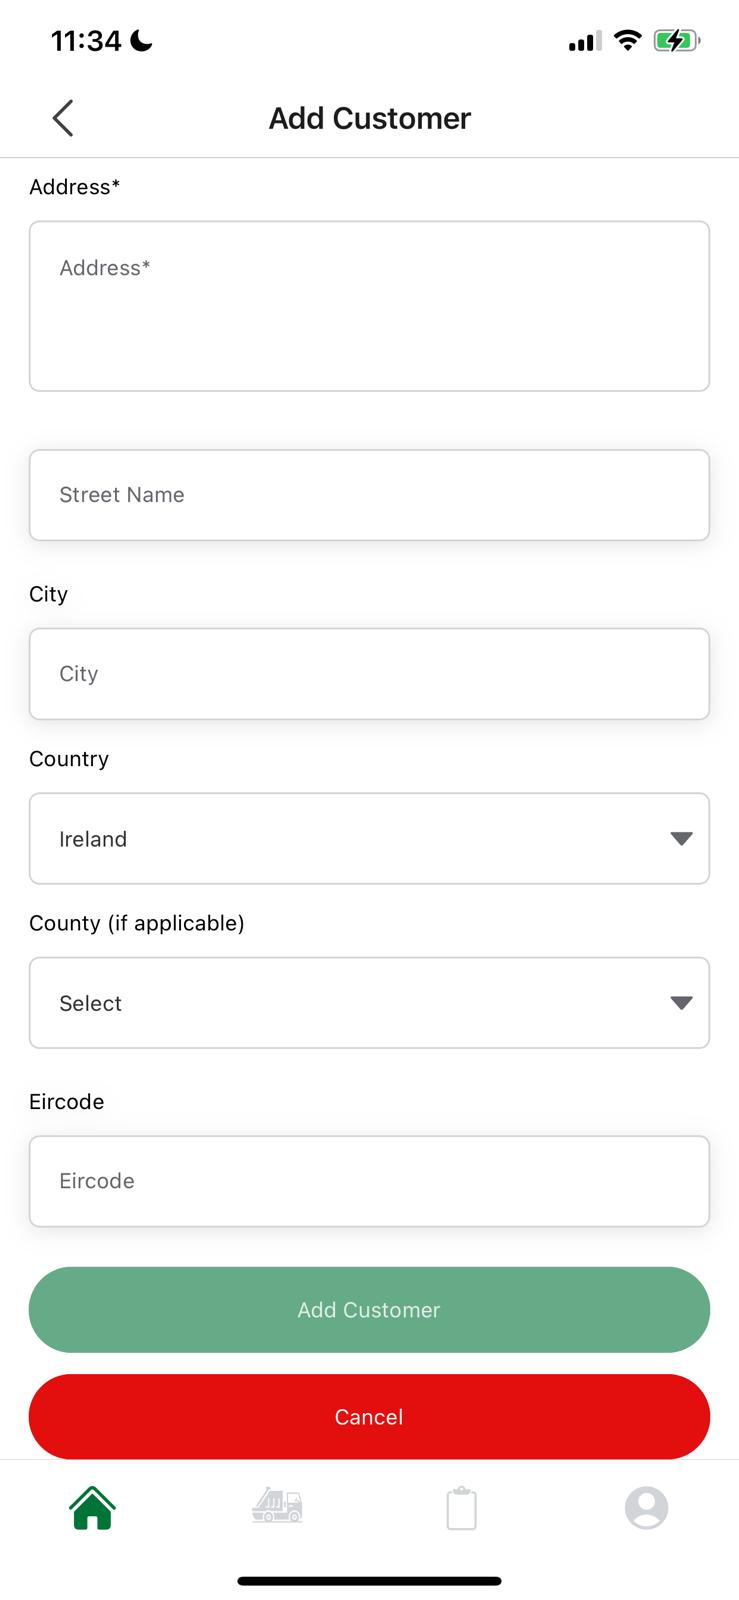 11:34
Add Customer
Address*
Address*
Street Name
City
City
Country
Ireland
County (if applicable)
Select
Eircode
Eircode
Add Customer
Cancel